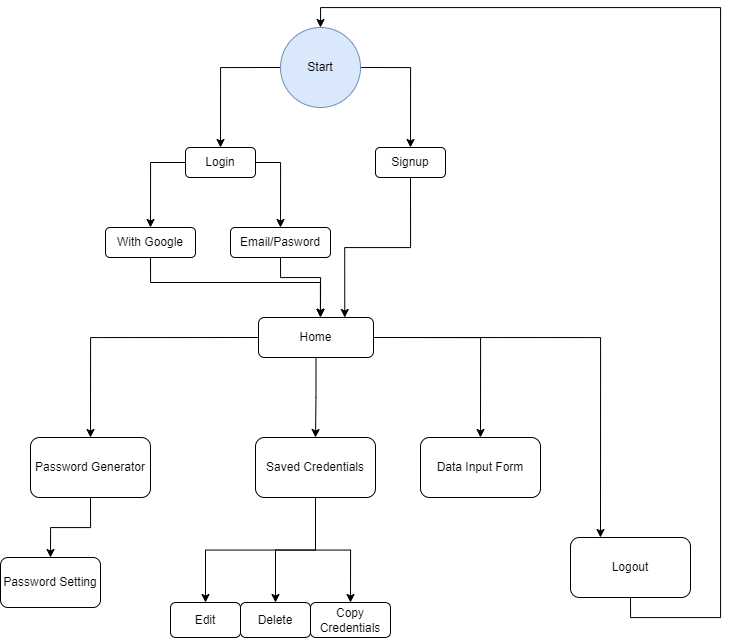 Start
Login
Signup
With Google
Email/Pasword
Home
Password Generator
Saved Credentials
Data Input Form
Logout
Password Setting
Edit
Delete
Copy
Credentials